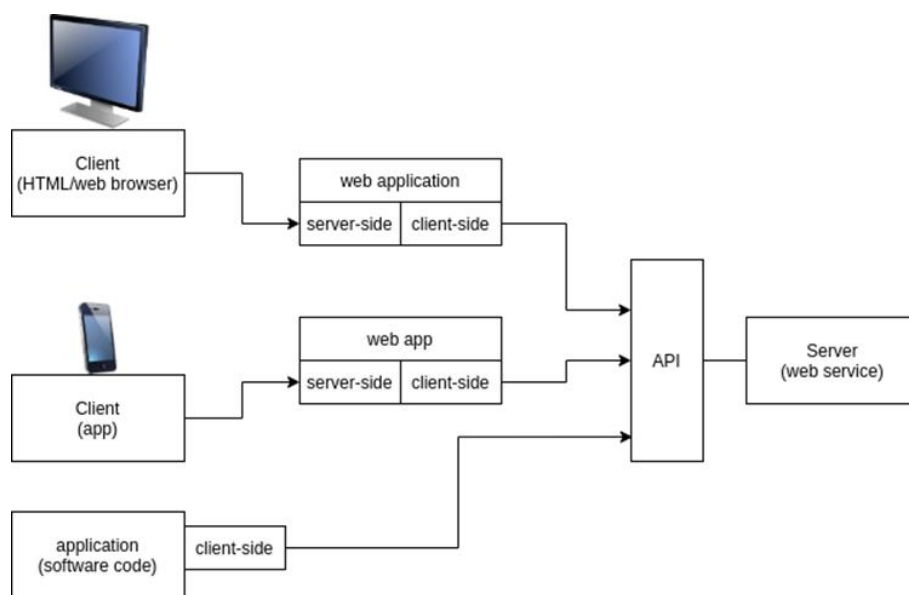 Client
(HTML/web browser)
web application
server-side
client-side
web app
server-side
client-side
Client
(app)
API
Server
(web service)
application
(software code)
client-side